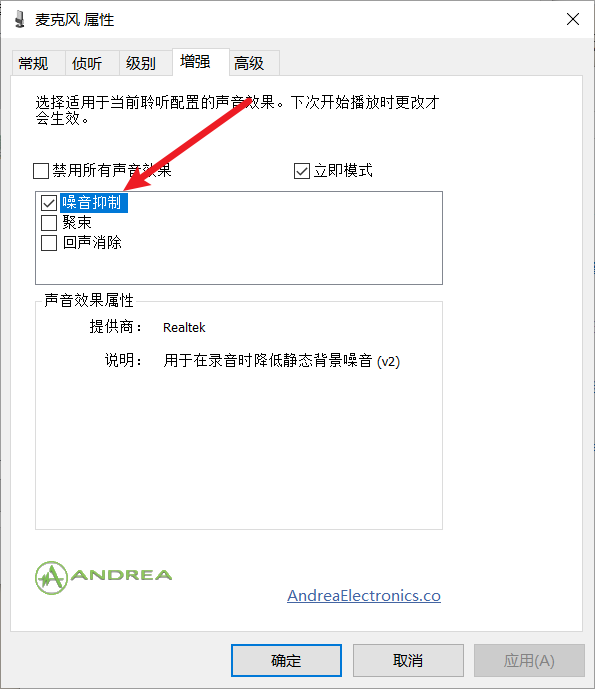 麦克风 属性
常规 侦听 级别 增强 高级
选择适用于当前聆听配置的声音效果。下次开始播放时更改才
会生效。
禁用所有声音效果 立即模式
噪音抑制
聚束
回声消除
声音效果属性
提供商： Realtek
说明： 用于在录音时降低静态背景噪音 (v2)
ANDREA
AndreaElectronics.co
确定 取消 应用(A)